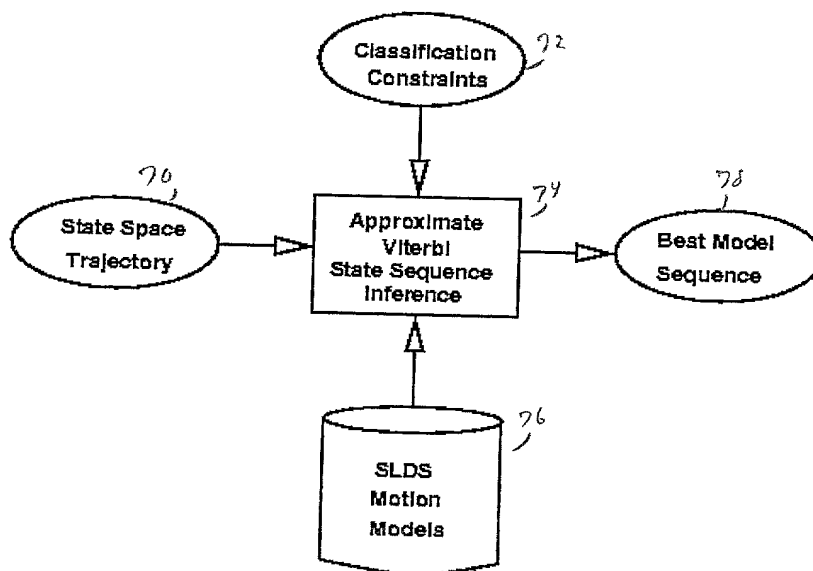 Classification
Constraints
72
70
State Space
Trajectory
Approximate
Viterbi
State Sequence
Inference
74
78
Best Model
Sequence
76
SLDS
Motion
Models